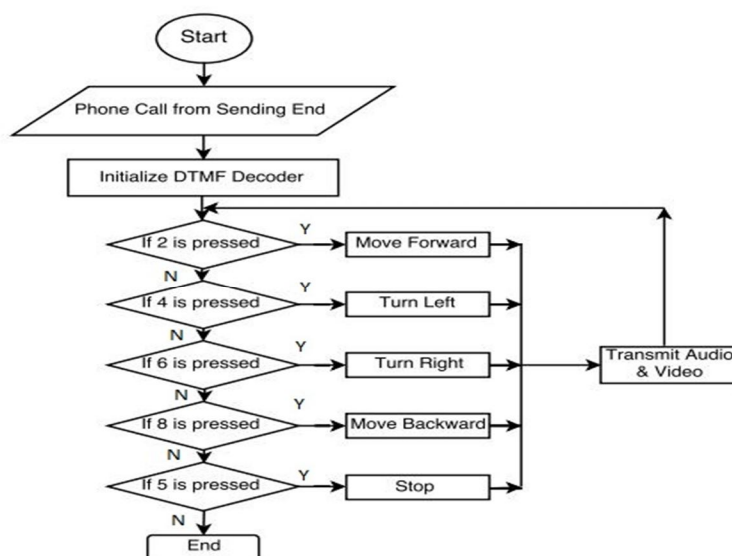 Start
Phone Call from Sending End
Initialize DTMF Decoder
If 2 is pressed
Y
Move Forward
N
If 4 is pressed
Y
Turn Left
N
If 6 is pressed
Y
Turn Right
Transmit Audio
& Video
N
If 8 is pressed
Y
Move Backward
N
If 5 is pressed
Y
Stop
N
End